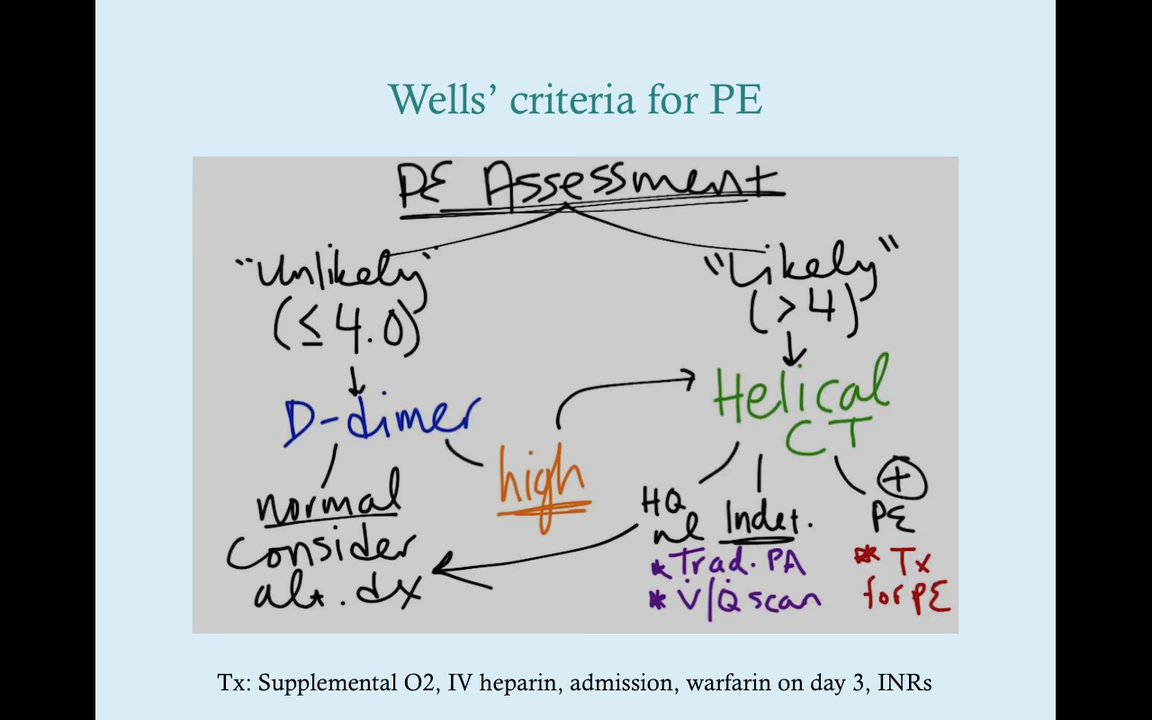 Wells’ criteria for PE
PE Assessment
"Unlikely"
(≤ 4.0)
D-dimer
normal
consider
alt. dx
high
"Likely"
(> 4)
Helical
CT
HQ
nl
Indet.
* Trad. PA
* V̇/Q̇ scan
+
PE
* Tx
for PE
Tx: Supplemental O2, IV heparin, admission, warfarin on day 3, INRs